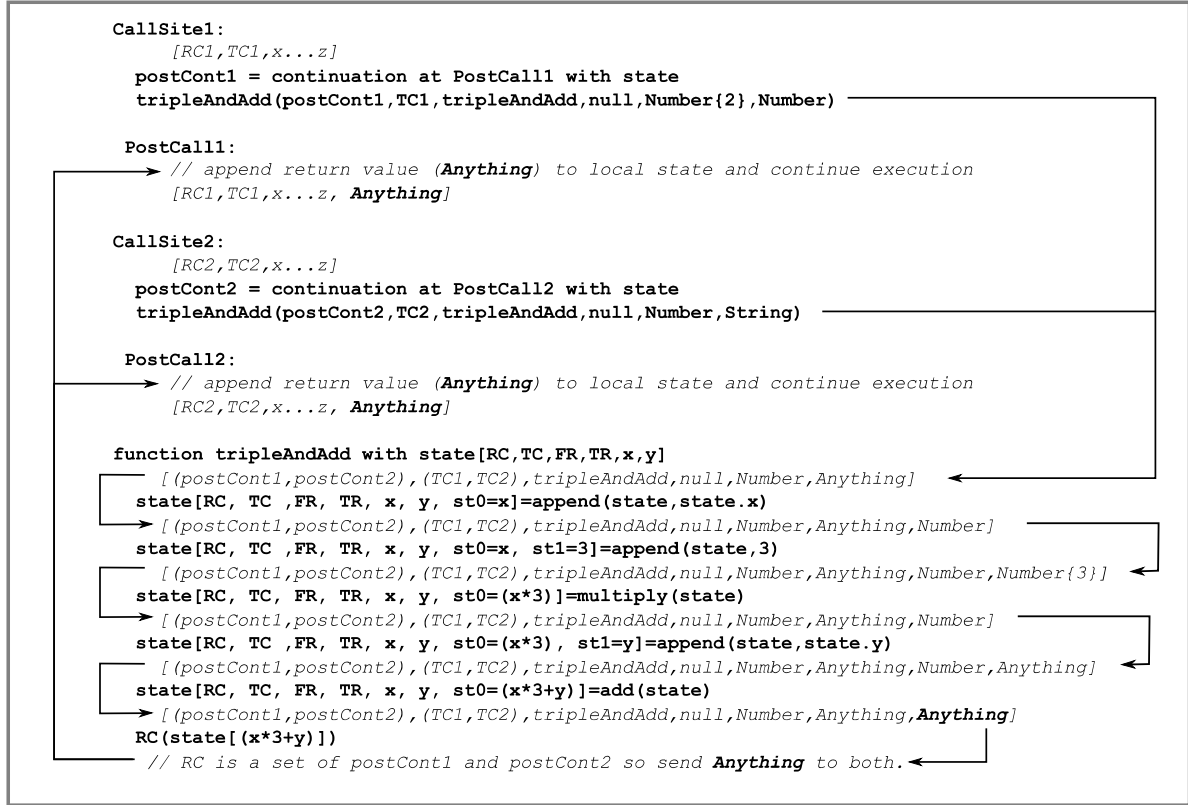 CallSite1:
[RC1,TC1,x...z]
postCont1 = continuation at PostCall1 with state
tripleAndAdd(postCont1,TC1,tripleAndAdd,null,Number{2},Number)
PostCall1:
// append return value (Anything) to local state and continue execution
[RC1,TC1,x...z, Anything]
CallSite2:
[RC2,TC2,x...z]
postCont2 = continuation at PostCall2 with state
tripleAndAdd(postCont2,TC2,tripleAndAdd,null,Number,String)
PostCall2:
// append return value (Anything) to local state and continue execution
[RC2,TC2,x...z, Anything]
function tripleAndAdd with state[RC,TC,FR,TR,x,y]
[(postCont1,postCont2),(TC1,TC2),tripleAndAdd,null,Number,Anything]
state[RC, TC ,FR, TR, x, y, st0=x]=append(state,state.x)
[(postCont1,postCont2),(TC1,TC2),tripleAndAdd,null,Number,Anything,Number]
state[RC, TC ,FR, TR, x, y, st0=x, st1=3]=append(state,3)
[(postCont1,postCont2),(TC1,TC2),tripleAndAdd,null,Number,Anything,Number,Number{3}]
state[RC, TC, FR, TR, x, y, st0=(x*3)]=multiply(state)
[(postCont1,postCont2),(TC1,TC2),tripleAndAdd,null,Number,Anything,Number]
state[RC, TC ,FR, TR, x, y, st0=(x*3), st1=y]=append(state,state.y)
[(postCont1,postCont2),(TC1,TC2),tripleAndAdd,null,Number,Anything,Number,Anything]
state[RC, TC, FR, TR, x, y, st0=(x*3+y)]=add(state)
[(postCont1,postCont2),(TC1,TC2),tripleAndAdd,null,Number,Anything,Anything]
RC(state[(x*3+y)])
// RC is a set of postCont1 and postCont2 so send Anything to both.